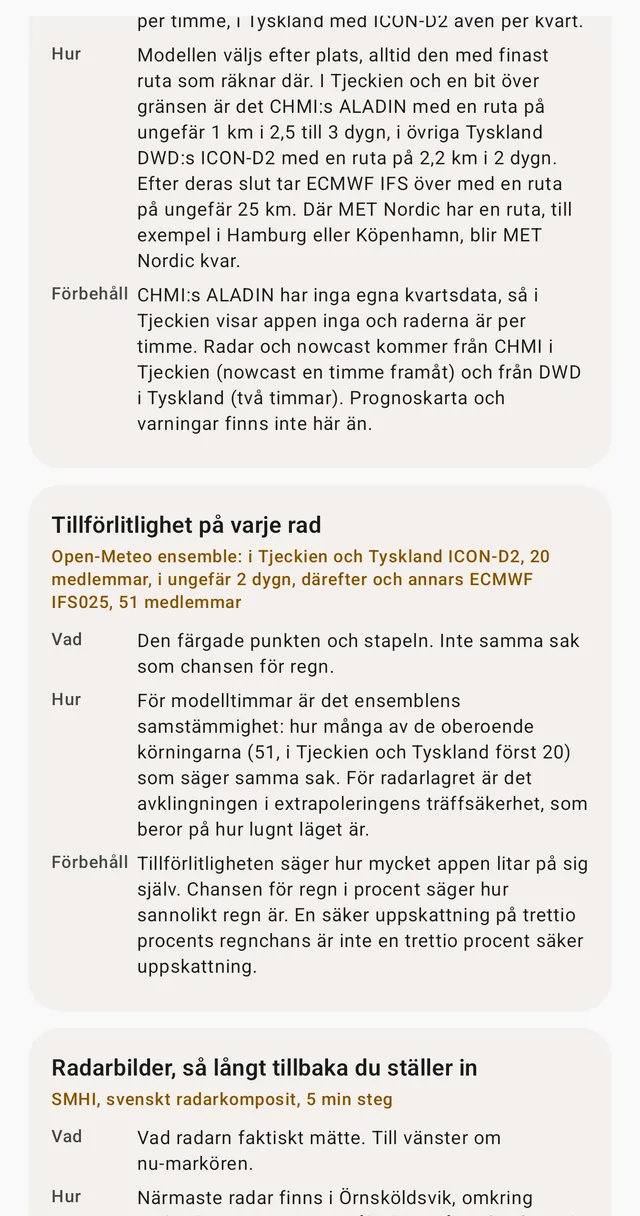 per timme, i Tyskland med ICON-D2 även per kvart.
Hur
Modellen väljs efter plats, alltid den med finast
ruta som räknar där. I Tjeckien och en bit över
gränsen är det CHMI:s ALADIN med en ruta på
ungefär 1 km i 2,5 till 3 dygn, i övriga Tyskland
DWD:s ICON-D2 med en ruta på 2,2 km i 2 dygn.
Efter deras slut tar ECMWF IFS över med en ruta
på ungefär 25 km. Där MET Nordic har en ruta, till
exempel i Hamburg eller Köpenhamn, blir MET
Nordic kvar.
Förbehåll
CHMI:s ALADIN har inga egna kvartsdata, så i
Tjeckien visar appen inga och raderna är per
timme. Radar och nowcast kommer från CHMI i
Tjeckien (nowcast en timme framåt) och från DWD
i Tyskland (två timmar). Prognoskarta och
varningar finns inte här än.
Tillförlitlighet på varje rad
Open-Meteo ensemble: i Tjeckien och Tyskland ICON-D2, 20
medlemmar, i ungefär 2 dygn, därefter och annars ECMWF
IFS025, 51 medlemmar
Vad
Den färgade punkten och stapeln. Inte samma sak
som chansen för regn.
Hur
För modelltimmar är det ensemblens
samstämmighet: hur många av de oberoende
körningarna (51, i Tjeckien och Tyskland först 20)
som säger samma sak. För radarlagret är det
avklingningen i extrapoleringens träffsäkerhet, som
beror på hur lugnt läget är.
Förbehåll
Tillförlitligheten säger hur mycket appen litar på sig
själv. Chansen för regn i procent säger hur
sannolikt regn är. En säker uppskattning på trettio
procents regnchans är inte en trettio procent säker
uppskattning.
Radarbilder, så långt tillbaka du ställer in
SMHI, svenskt radarkomposit, 5 min steg
Vad
Vad radarn faktiskt mätte. Till vänster om
nu-markören.
Hur
Närmaste radar finns i Örnsköldsvik, omkring